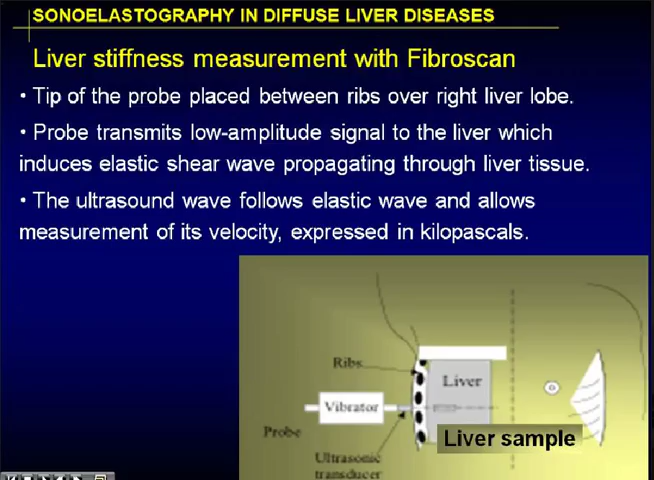 SONOELASTOGRAPHY IN DIFFUSE LIVER DISEASES
Liver stiffness measurement with Fibroscan
• Tip of the probe placed between ribs over right liver lobe.
• Probe transmits low-amplitude signal to the liver which
induces elastic shear wave propagating through liver tissue.
• The ultrasound wave follows elastic wave and allows
measurement of its velocity, expressed in kilopascals.
Ribs
Liver
Vibrator
Probe
Liver sample
Ultrasonic
transducer